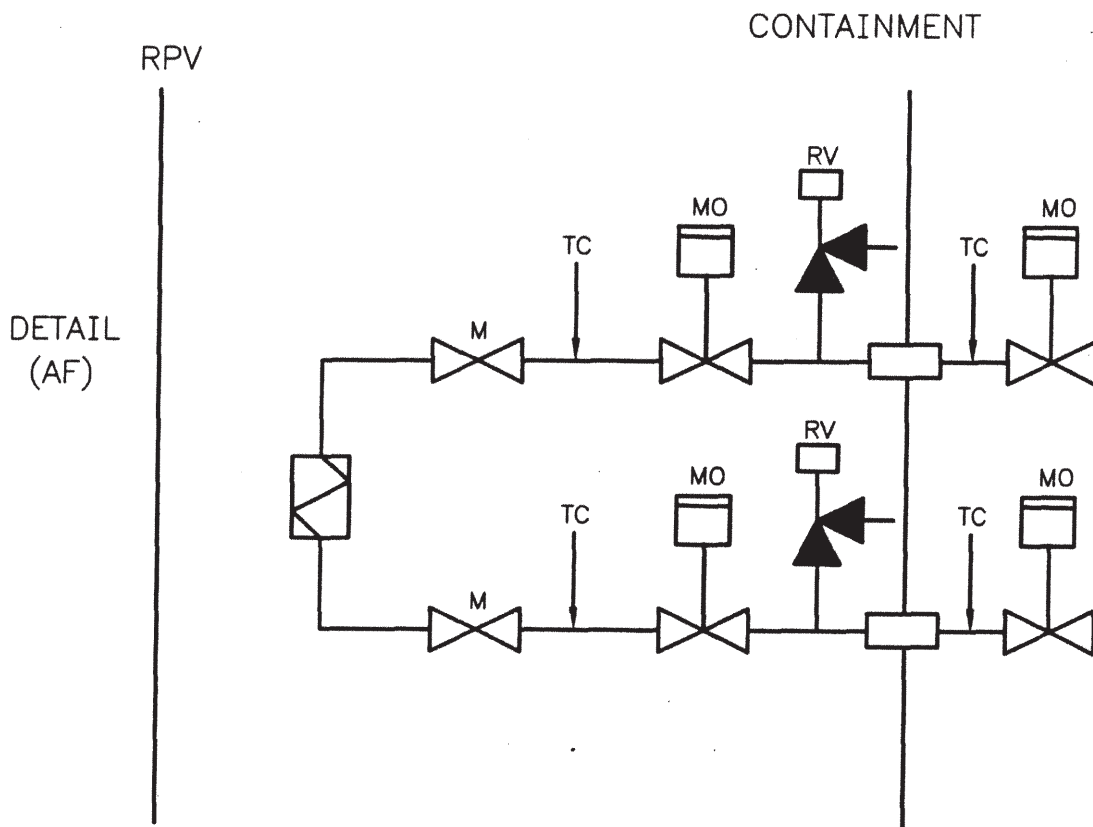 CONTAINMENT
RPV
RV
MO
MO
TC
TC
DETAIL
(AF)
M
RV
MO
MO
TC
TC
M